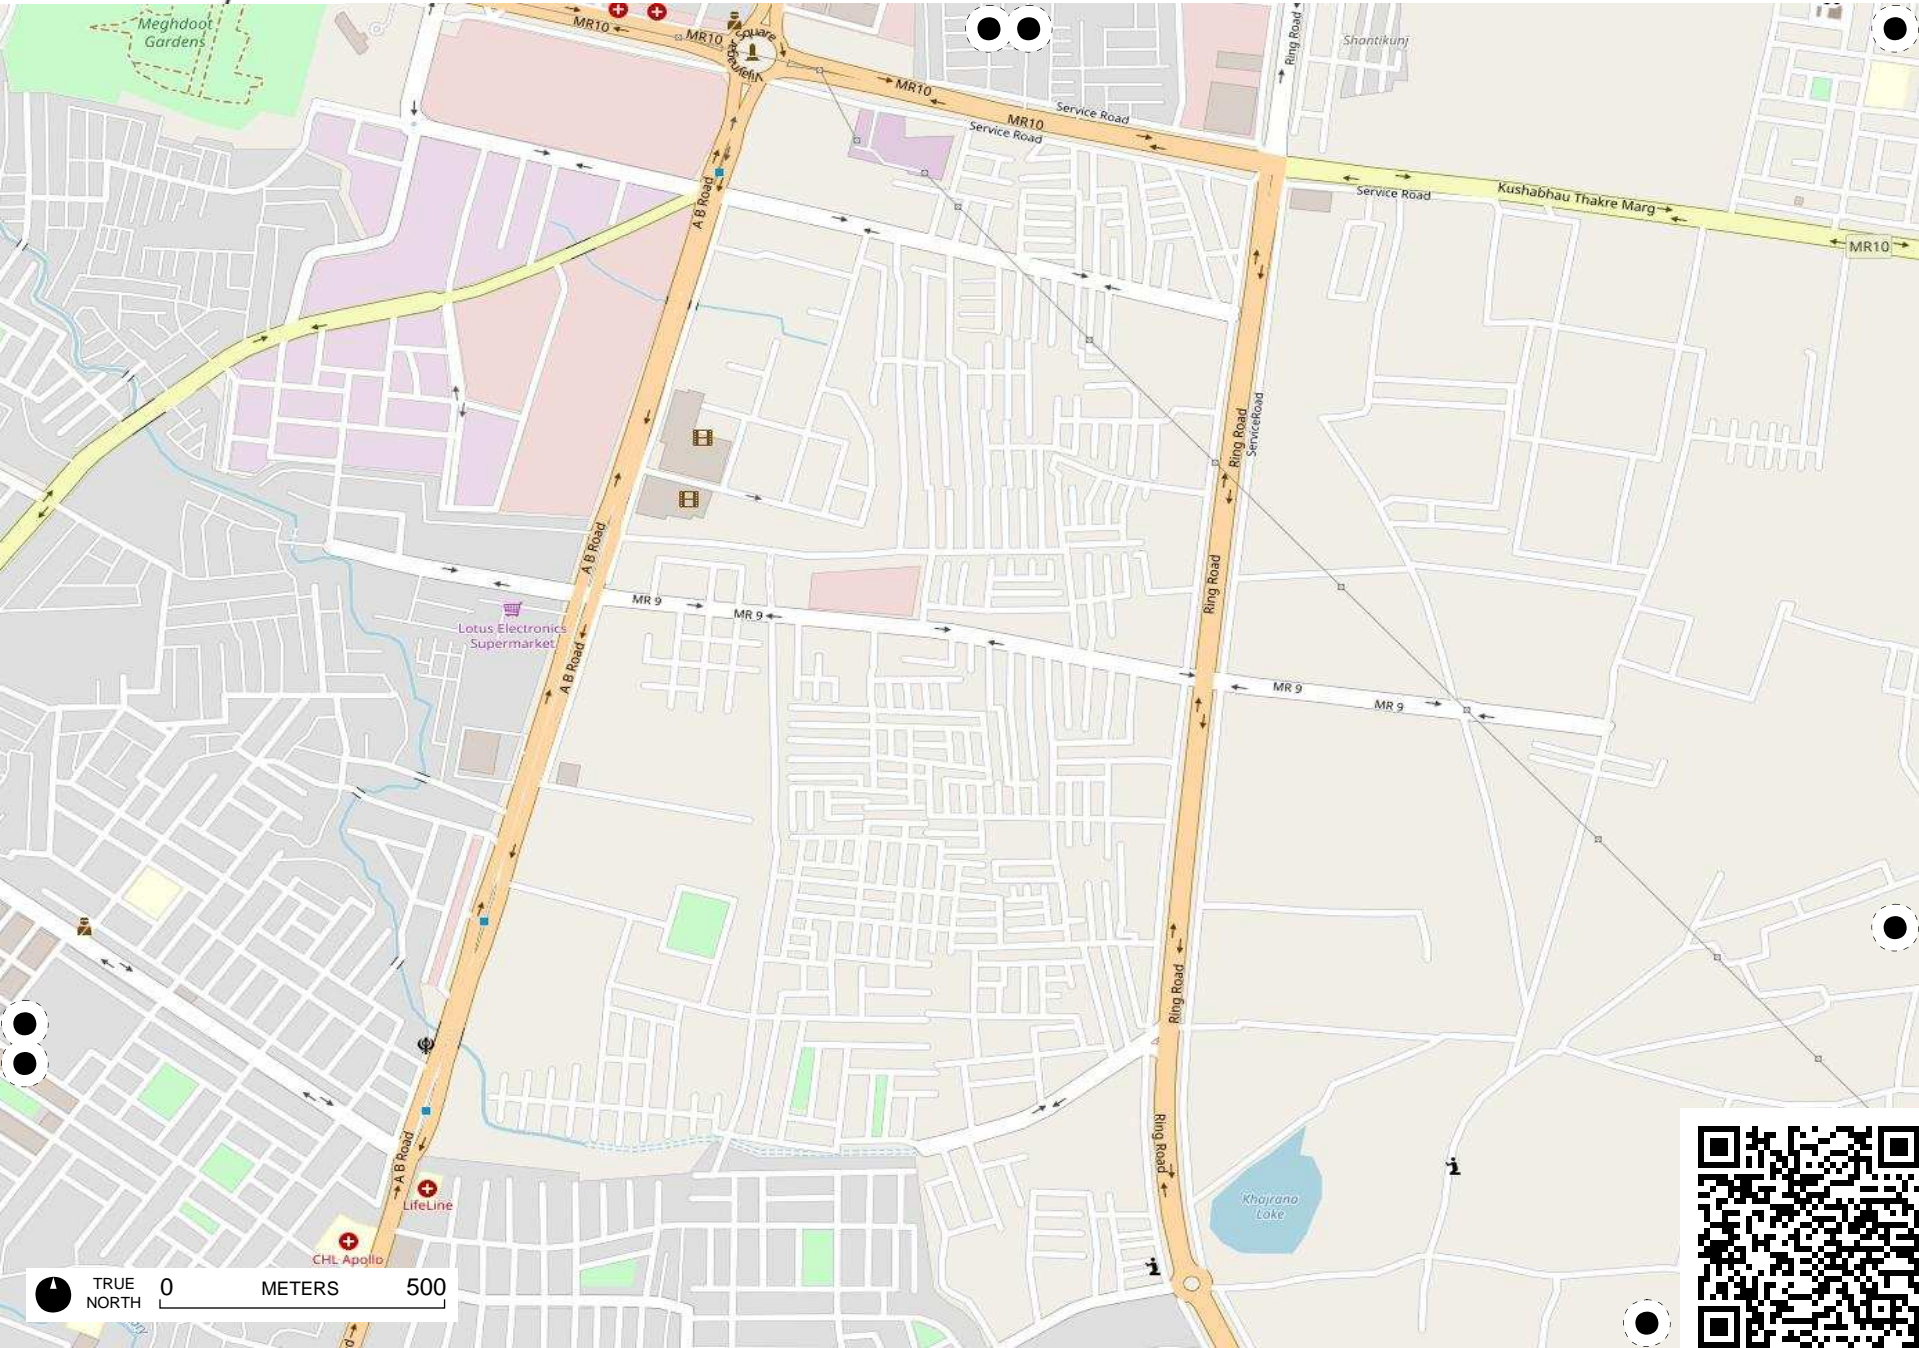 Meghdoot
Gardens
MR10
MR10
Vijaynagar Square
MR10
MR10
Service Road
Service Road
Ring Road
Shantikunj
Kushabhau Thakre Marg
Service Road
MR10
A B Road
Ring Road
ServiceRoad
A B Road
Ring Road
MR 9
MR 9
Lotus Electronics
Supermarket
A B Road
MR 9
MR 9
Ring Road
Ring Road
A B Road
LifeLine
CHL Apollo
Khajrana
Lake
TRUE
NORTH
0 METERS 500